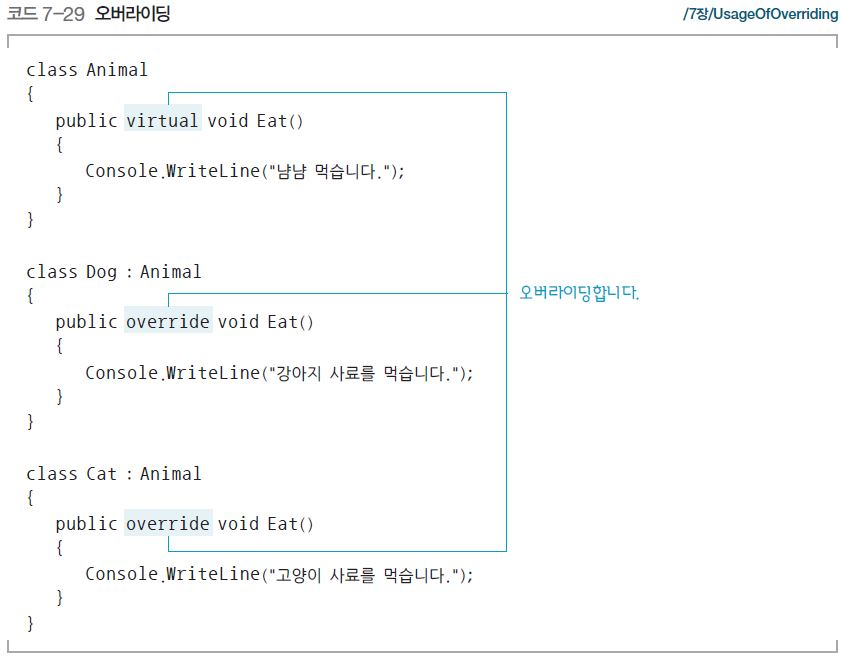 코드 7-29 오버라이딩
/7장/UsageOfOverriding
class Animal
{
public virtual void Eat()
{
Console.WriteLine("냠냠 먹습니다.");
}
}
class Dog : Animal
{
오버라이딩합니다.
public override void Eat()
{
Console.WriteLine("강아지 사료를 먹습니다.");
}
}
class Cat : Animal
{
public override void Eat()
{
Console.WriteLine("고양이 사료를 먹습니다.");
}
}